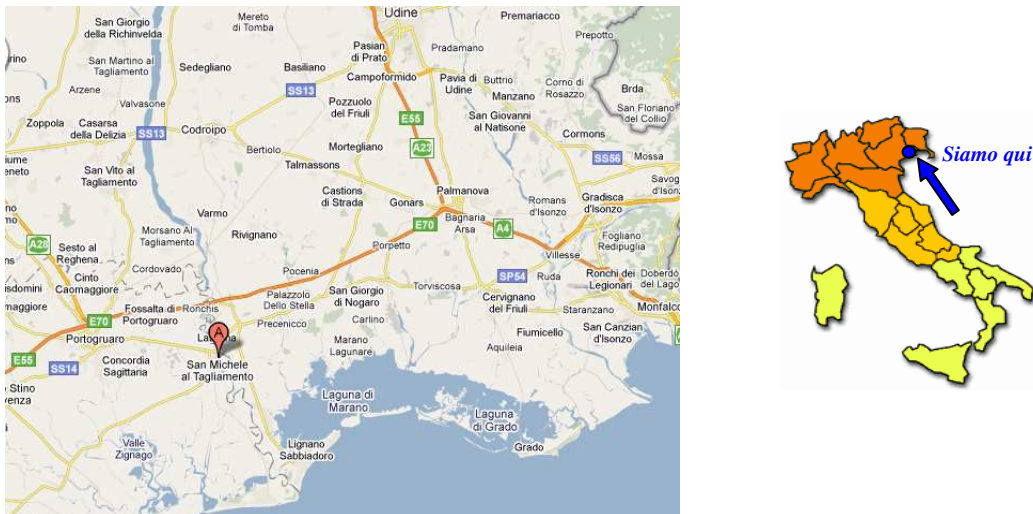 Udine
Mereto
di Tomba
Premariacco
San Giorgio
della Richinvelda
Pasian
di Prato
Pradamano
Prepotto
San Martino al
Tagliamento
Sedegliano
Basiliano
Campoformido
Pavia di
Udine
Buttrio
Corno di
Rosazzo
Brda
Arzene
SS13
Manzano
Valvasone
Pozzuolo
del Friuli
San Giovanni
al Natisone
San Floriano
del Collio
Zoppola
Casarsa
della Delizia
SS13
Codroipo
E55
Cormons
Mortegliano
A23
Bertiolo
Talmassons
SS56
Mossa
San Vito al
Tagliamento
Castions
di Strada
Palmanova
Gonars
Romans
d'Isonzo
Gradisca
d'Isonzo
Varmo
Bagnaria
Arsa
E70
A4
Morsano Al
Tagliamento
Rivignano
Fogliano
Redipuglia
A28
Sesto al
Reghena
Porpetto
Villesse
Cordovado
Pocenia
SP54
Ruda
Ronchi dei
Legionari
Doberdò
del Lago
Cinto
Caomaggiore
Torviscosa
San Giorgio
di Nogaro
Palazzolo
Dello Stella
Cervignano
del Friuli
Fossalta di
Portogruaro
Ronchis
Staranzano
Monfalco
E70
Precenicco
Carlino
Fiumicello
San Canzian
d'Isonzo
A
Portogruaro
Marano
Lagunare
Aquileia
E55
SS14
Concordia
Sagittaria
San Michele
al Tagliamento
Laguna di
Marano
Laguna
di Grado
Valle
Zignago
Lignano
Sabbiadoro
Grado
Siamo qui